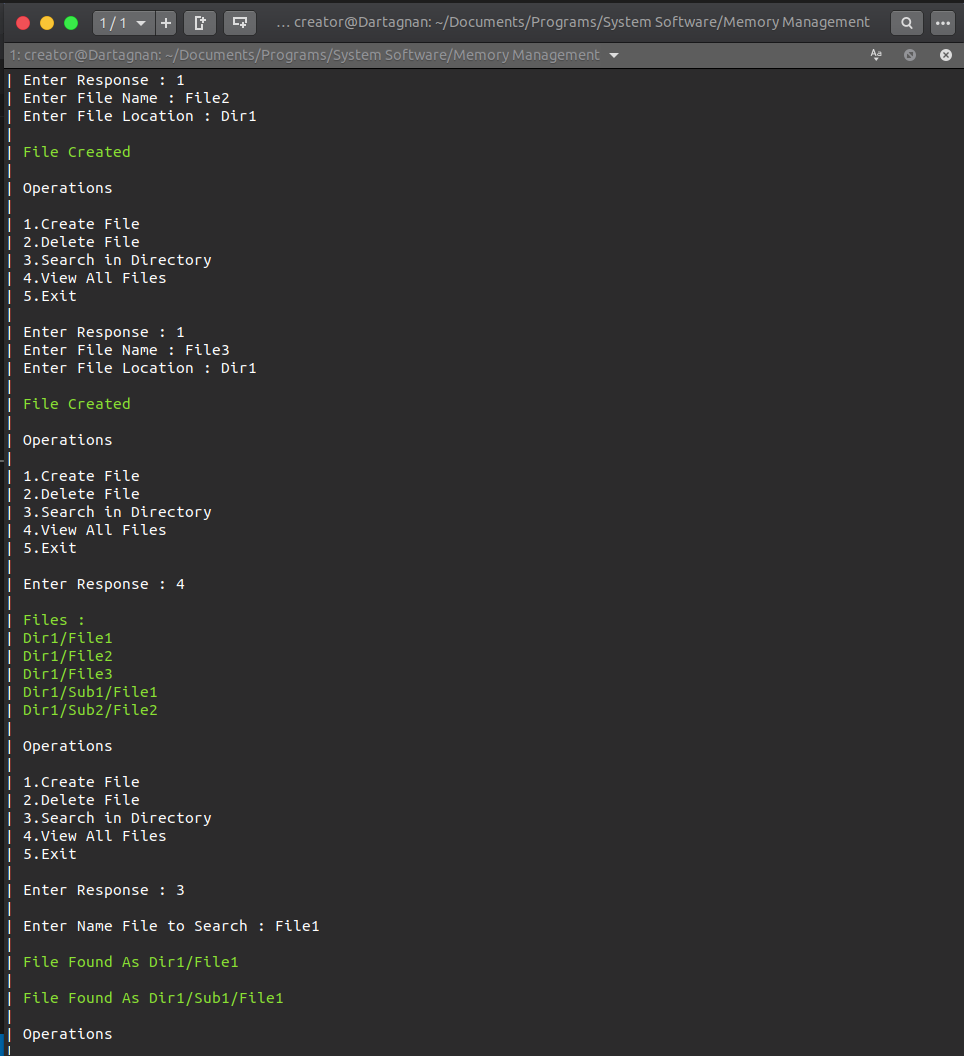 1 / 1
... creator@Dartagnan: ~/Documents/Programs/System Software/Memory Management
1: creator@Dartagnan: ~/Documents/Programs/System Software/Memory Management
Aa
| Enter Response : 1
| Enter File Name : File2
| Enter File Location : Dir1
|
| File Created
|
| Operations
|
| 1.Create File
| 2.Delete File
| 3.Search in Directory
| 4.View All Files
| 5.Exit
|
| Enter Response : 1
| Enter File Name : File3
| Enter File Location : Dir1
|
| File Created
|
| Operations
|
| 1.Create File
| 2.Delete File
| 3.Search in Directory
| 4.View All Files
| 5.Exit
|
| Enter Response : 4
|
| Files :
| Dir1/File1
| Dir1/File2
| Dir1/File3
| Dir1/Sub1/File1
| Dir1/Sub2/File2
|
| Operations
|
| 1.Create File
| 2.Delete File
| 3.Search in Directory
| 4.View All Files
| 5.Exit
|
| Enter Response : 3
|
| Enter Name File to Search : File1
|
| File Found As Dir1/File1
|
| File Found As Dir1/Sub1/File1
|
| Operations
|